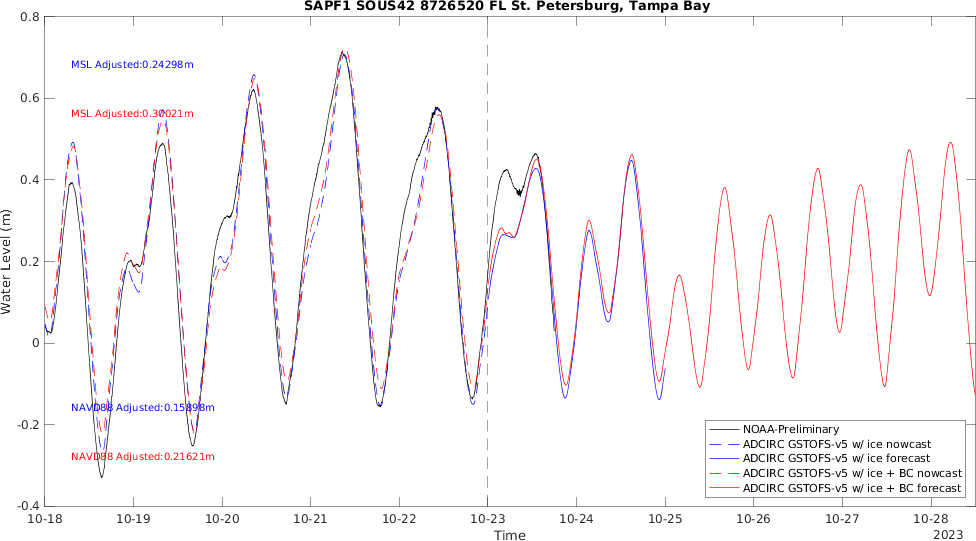 SAPF1 SOUS42 8726520 FL St. Petersburg, Tampa Bay
0.8
0.6
0.4
0.2
0
-0.2
-0.4
Water Level (m)
MSL Adjusted:0.24298m
MSL Adjusted:0.30021m
NAVD88 Adjusted:0.15898m
NAVD88 Adjusted:0.21621m
NOAA-Preliminary
ADCIRC GSTOFS-v5 w/ ice nowcast
ADCIRC GSTOFS-v5 w/ ice forecast
ADCIRC GSTOFS-v5 w/ ice + BC nowcast
ADCIRC GSTOFS-v5 w/ ice + BC forecast
10-18 10-19 10-20 10-21 10-22 10-23 10-24 10-25 10-26 10-27 10-28
2023
Time